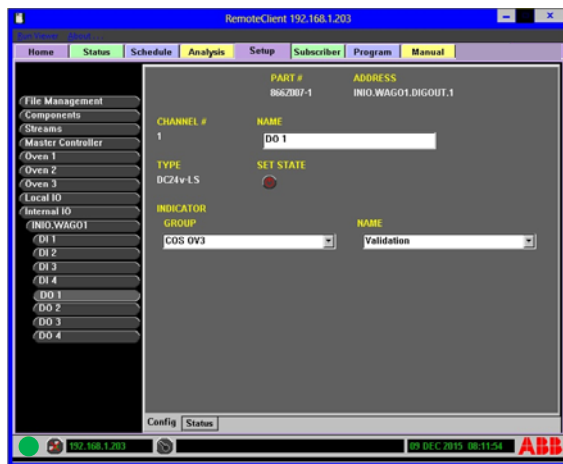 RemoteClient 192.168.1.203
Run Viewer About...
Home Status Schedule Analysis Setup Subscriber Program Manual
PART # ADDRESS
866Z007-1 INIO.WAGO1.DIGOUT.1
File Management
Components
Streams
Master Controller
Oven 1
Oven 2
Oven 3
Local IO
Internal IO
INIO.WAGO1
DI 1
DI 2
DI 3
DI 4
DO 1
DO 2
DO 3
DO 4
CHANNEL # NAME
1 DO 1
TYPE SET STATE
DC24v-LS
INDICATOR
GROUP NAME
COS OV3 Validation
Config Status
192.168.1.203 09 DEC 2015 08:11:54 ABB